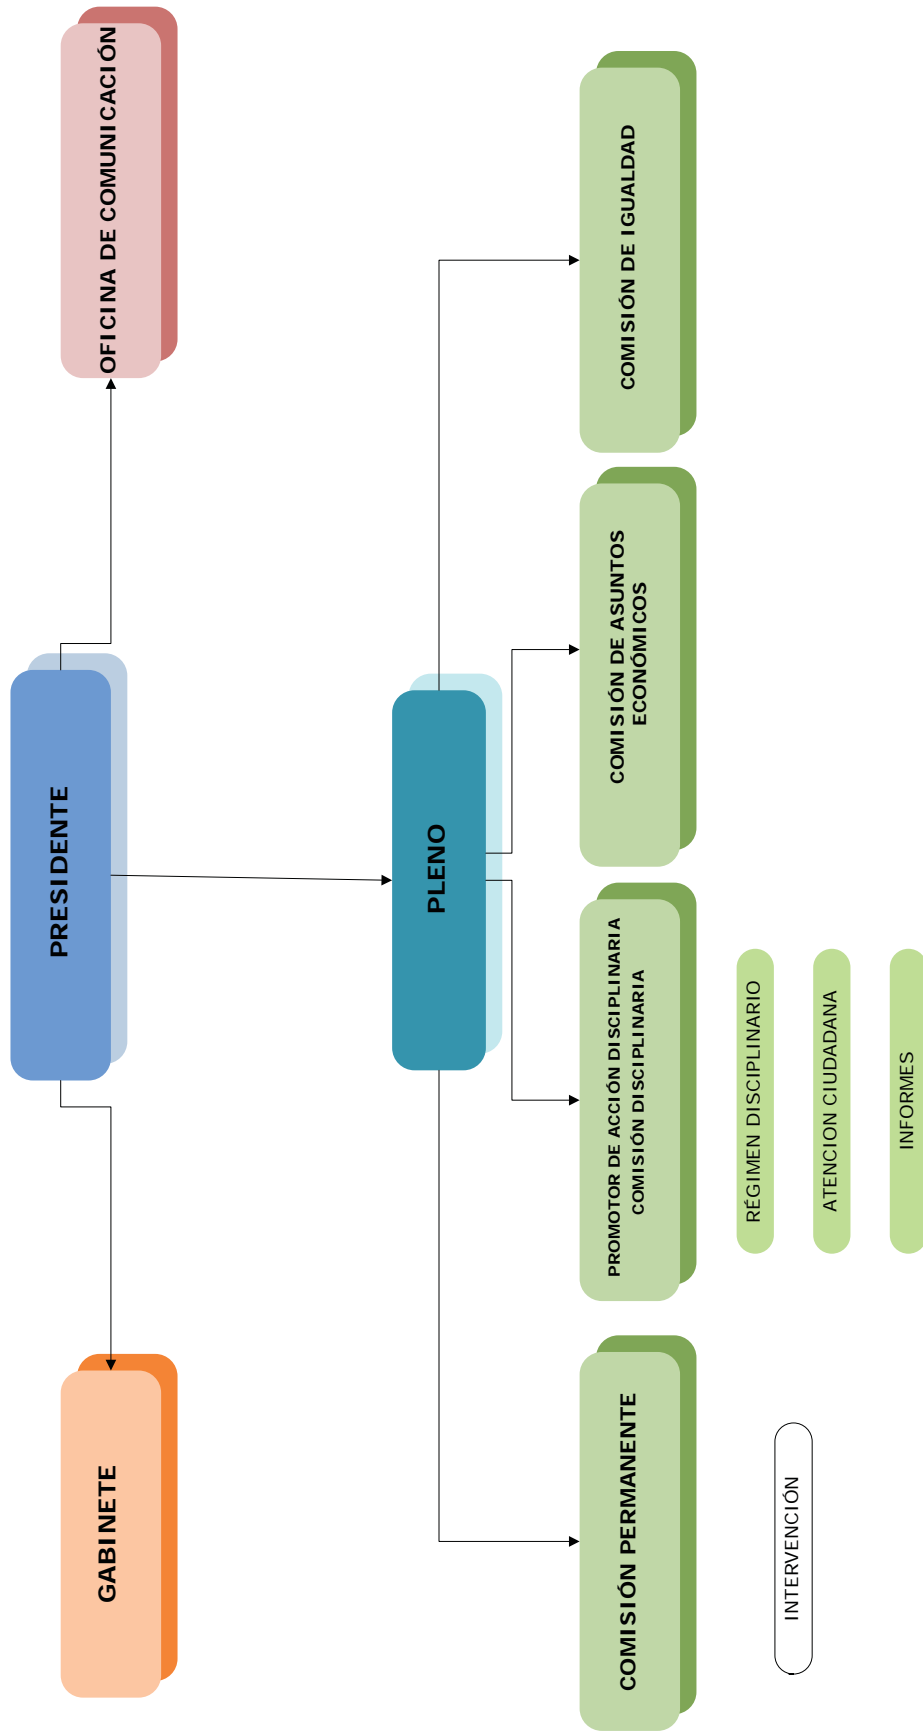 PRESIDENTE
GABINETE
OFICINA DE COMUNICACIÓN
PLENO
COMISIÓN PERMANENTE
PROMOTOR DE ACCIÓN DISCIPLINARIA
COMISIÓN DISCIPLINARIA
COMISIÓN DE ASUNTOS
ECONÓMICOS
COMISIÓN DE IGUALDAD
INTERVENCIÓN
RÉGIMEN DISCIPLINARIO
ATENCION CIUDADANA
INFORMES